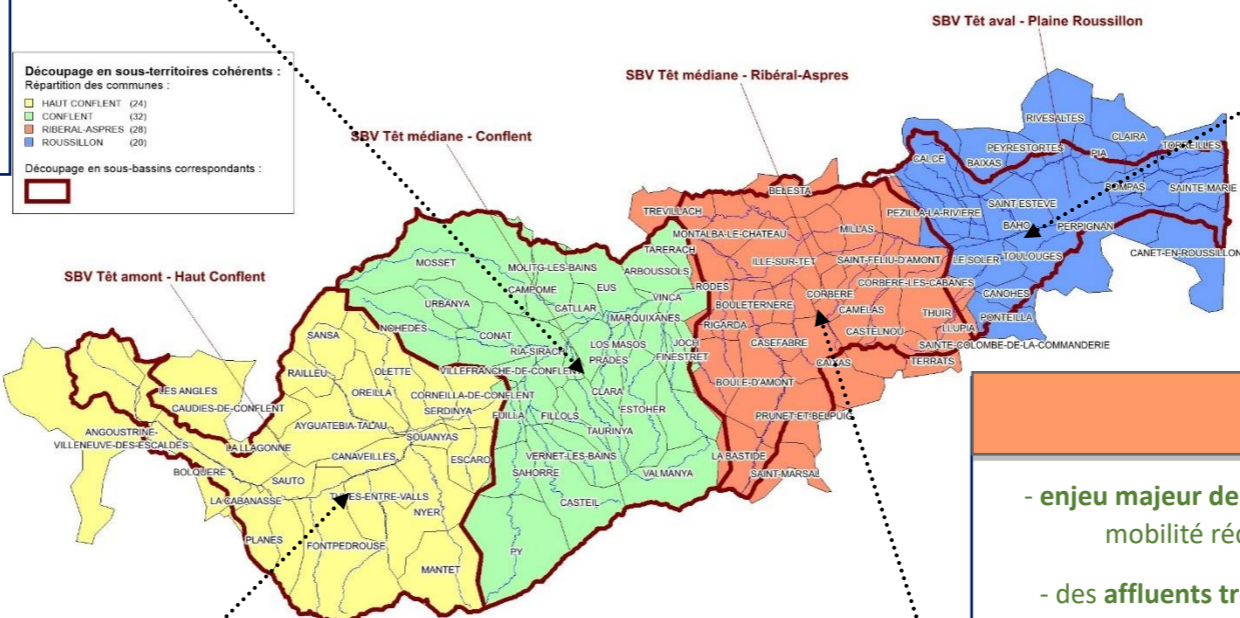 SBV Têt aval - Plaine Roussillon
Découpage en sous-territoires cohérents :
Répartition des communes :
HAUT CONFLENT (24)
CONFLENT (32)
RIBERAL-ASPRES (28)
ROUSSILLON (20)
Découpage en sous-bassins correspondants :
SBV Têt médiane - Ribéral-Aspres
SBV Têt médiane - Conflent
SBV Têt amont - Haut Conflent
RIVESALTES
CLAIRA
PEYRESTORTES
PIA
TORREILLES
CALCE
BAIXAS
BOMPAS
SAINTE-MARIE
BELESTA
TREVILLACH
PEZILLA-LA-RIVIERE
SAINT-ESTEVE
BAHO
PERPIGNAN
MONTALBA-LE-CHATEAU
MILLAS
TARERACH
CANET-EN-ROUSSILLON
MOSSET
MOLITG-LES-BAINS
ARBOUSSOLS
ILLE-SUR-TET
SAINT-FELIU-D'AMONT
LE SOLER
TOULOUGES
CAMPOME
EUS
RODES
CORBERE-LES-CABANES
URBANYA
CATLLAR
VINCA
BOULETERNERE
CORBERE
CANOHES
NOHEDES
CONAT
MARQUIXANES
RIGARDA
CAMELAS
THUIR
PONTEILLA
SANSA
RIA-SIRACH
LOS MASOS
JOCH
CASEFABRE
CASTELNOU
LLUPIA
PRADES
FINESTRET
SAINTE-COLOMBE-DE-LA-COMMANDERIE
RAILLEU
OLETTE
VILLEFRANCHE-DE-CONFLENT
CAIXAS
TERRATS
LES ANGLES
OREILLA
CORNEILLA-DE-CONFLENT
CLARA
BOULE-D'AMONT
CAUDIES-DE-CONFLENT
SERDINYA
FUILLA
FILLOLS
ESTOHER
PRUNET-ET-BELPUIG
AYGUATEBIA-TALAU
SOUANYAS
TAURINYA
ANGOUSTRINE-
VILLENEUVE-DES-ESCALDES
LA LLAGONNE
CANAVEILLES
ESCARO
VERNET-LES-BAINS
LA BASTIDE
BOLQUERE
SAUTO
SAHORRE
VALMANYA
SAINT-MARSAL
LA CABANASSE
NYER
CASTEIL
PLANES
FONTPEDROUSE
PY
MANTET
- enjeu majeur de
mobilité ré
- des affluents tr